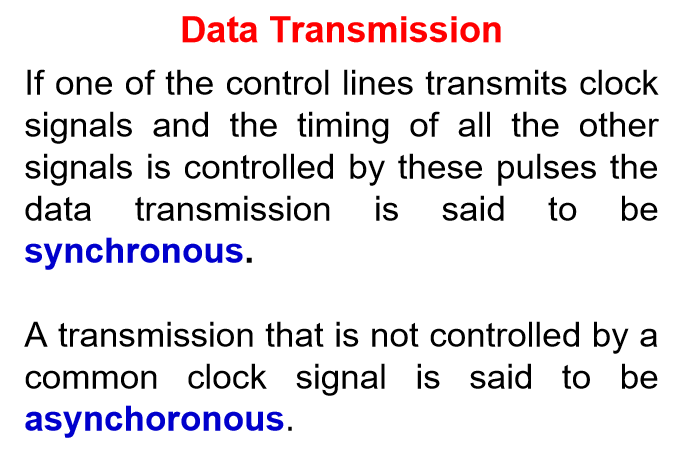 Data Transmission
If one of the control lines transmits clock
signals and the timing of all the other
signals is controlled by these pulses the
data transmission is said to be
synchronous.
A transmission that is not controlled by a
common clock signal is said to be
asynchoronous.